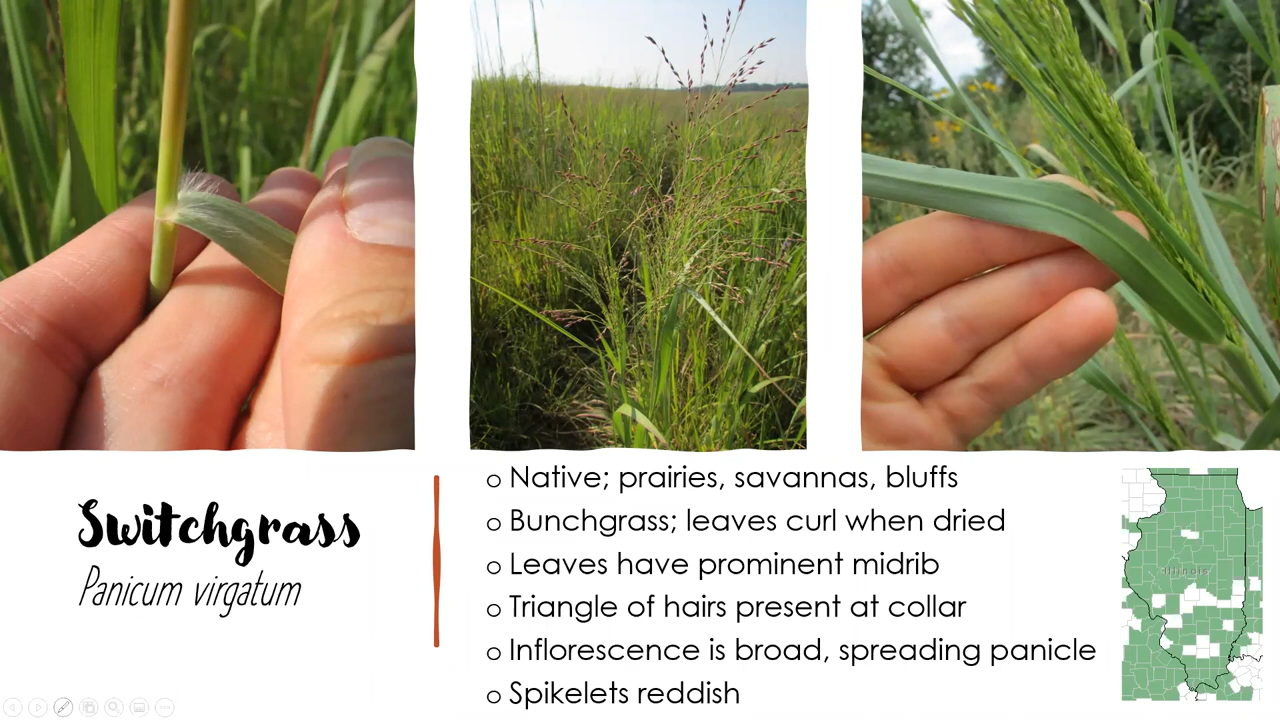 Switchgrass
Panicum virgatum
o Native; prairies, savannas, bluffs
o Bunchgrass; leaves curl when dried
o Leaves have prominent midrib
o Triangle of hairs present at collar
o Inflorescence is broad, spreading panicle
o Spikelets reddish
Illinois